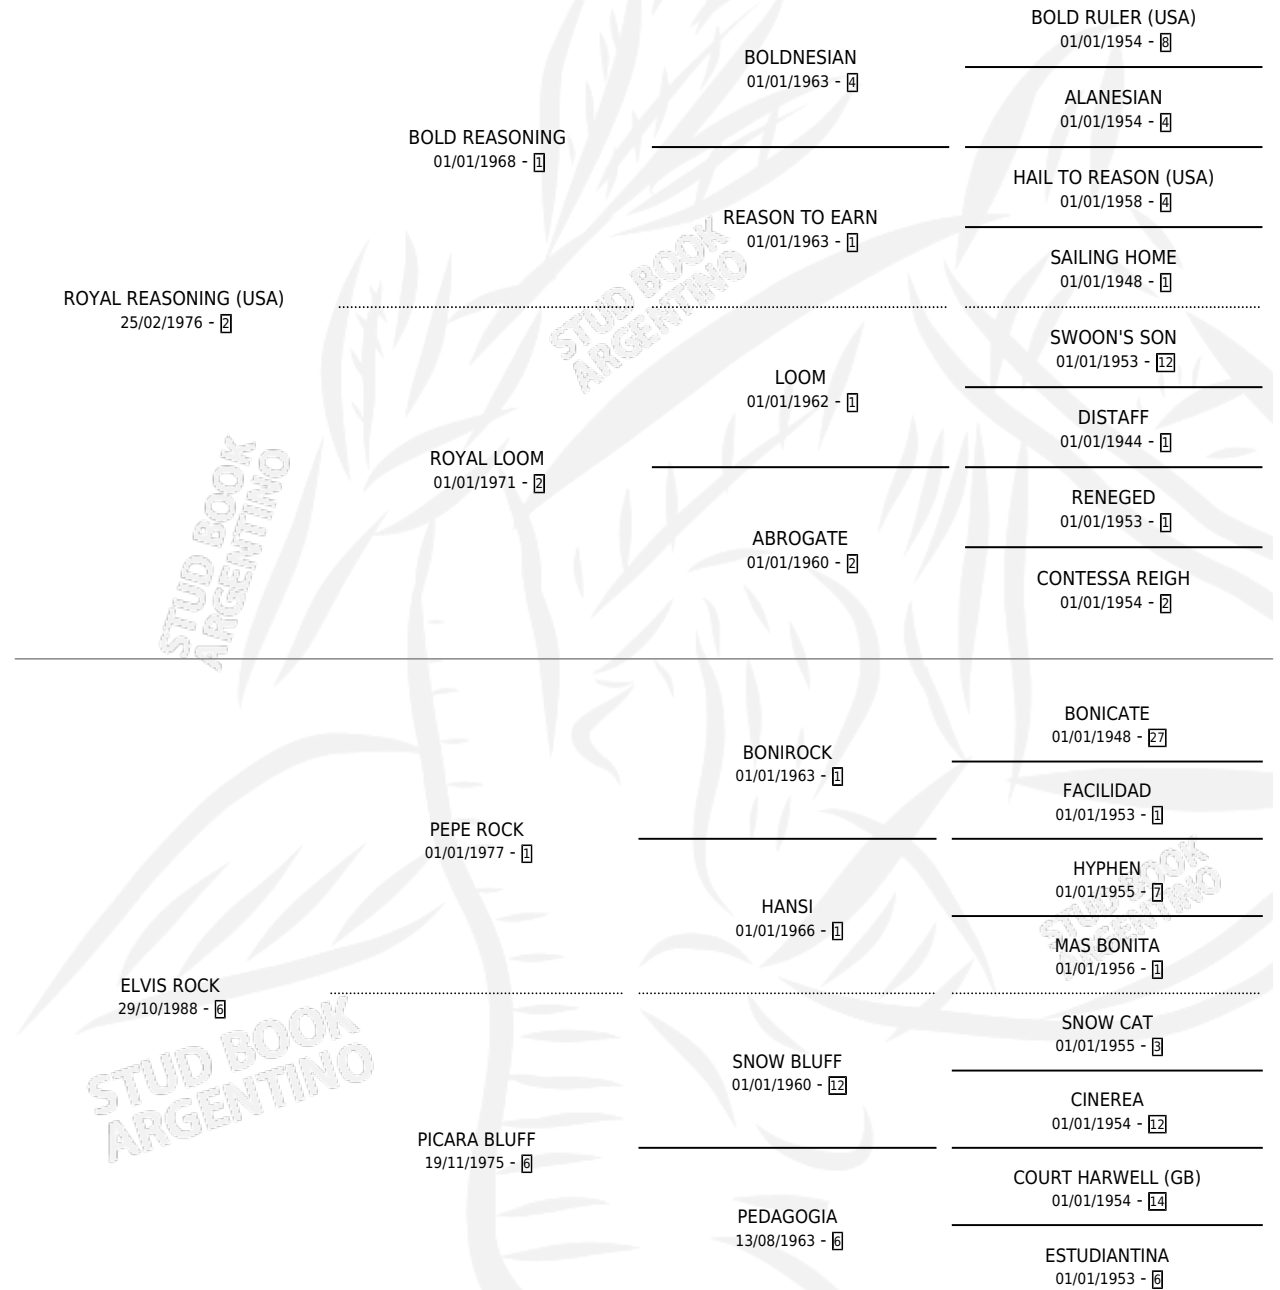 BOLD RULER (USA)
01/01/1954 - 8
BOLDNESIAN
01/01/1963 - 4
ALANESIAN
01/01/1954 - 4
BOLD REASONING
01/01/1968 - 1
HAIL TO REASON (USA)
01/01/1958 - 4
REASON TO EARN
01/01/1963 - 1
SAILING HOME
01/01/1948 - 1
ROYAL REASONING (USA)
25/02/1976 - 2
SWOON'S SON
01/01/1953 - 12
LOOM
01/01/1962 - 1
DISTAFF
01/01/1944 - 1
ROYAL LOOM
01/01/1971 - 2
RENEGED
01/01/1953 - 1
ABROGATE
01/01/1960 - 2
CONTESSA REIGH
01/01/1954 - 2
STUD BOOK
ARGENTINO
STUD BOOK
ARGENTINO
BONICATE
01/01/1948 - 27
BONIROCK
01/01/1963 - 1
FACILIDAD
01/01/1953 - 1
PEPE ROCK
01/01/1977 - 1
HYPHEN
01/01/1955 - 7
HANSI
01/01/1966 - 1
MAS BONITA
01/01/1956 - 1
STUD BOOK
ARGENTINO
ELVIS ROCK
29/10/1988 - 6
SNOW CAT
01/01/1955 - 3
SNOW BLUFF
01/01/1960 - 12
CINEREA
01/01/1954 - 12
STUD BOOK
ARGENTINO
PICARA BLUFF
19/11/1975 - 6
COURT HARWELL (GB)
01/01/1954 - 14
PEDAGOGIA
13/08/1963 - 6
ESTUDIANTINA
01/01/1953 - 6